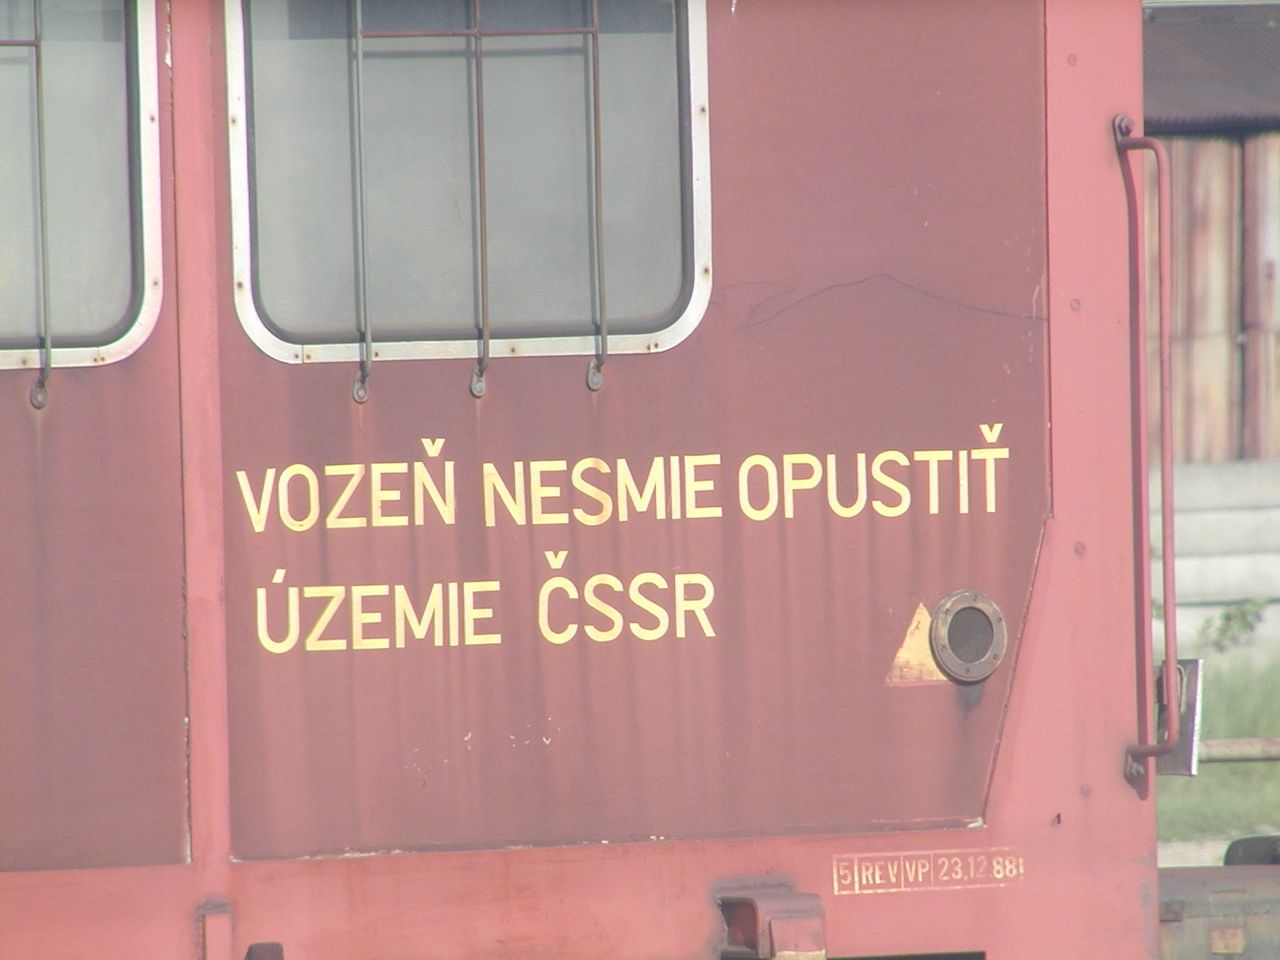 VOZEŇ NESMIE OPUSTIŤ
ÚZEMIE ČSSR
5 REV VP 23.12.88